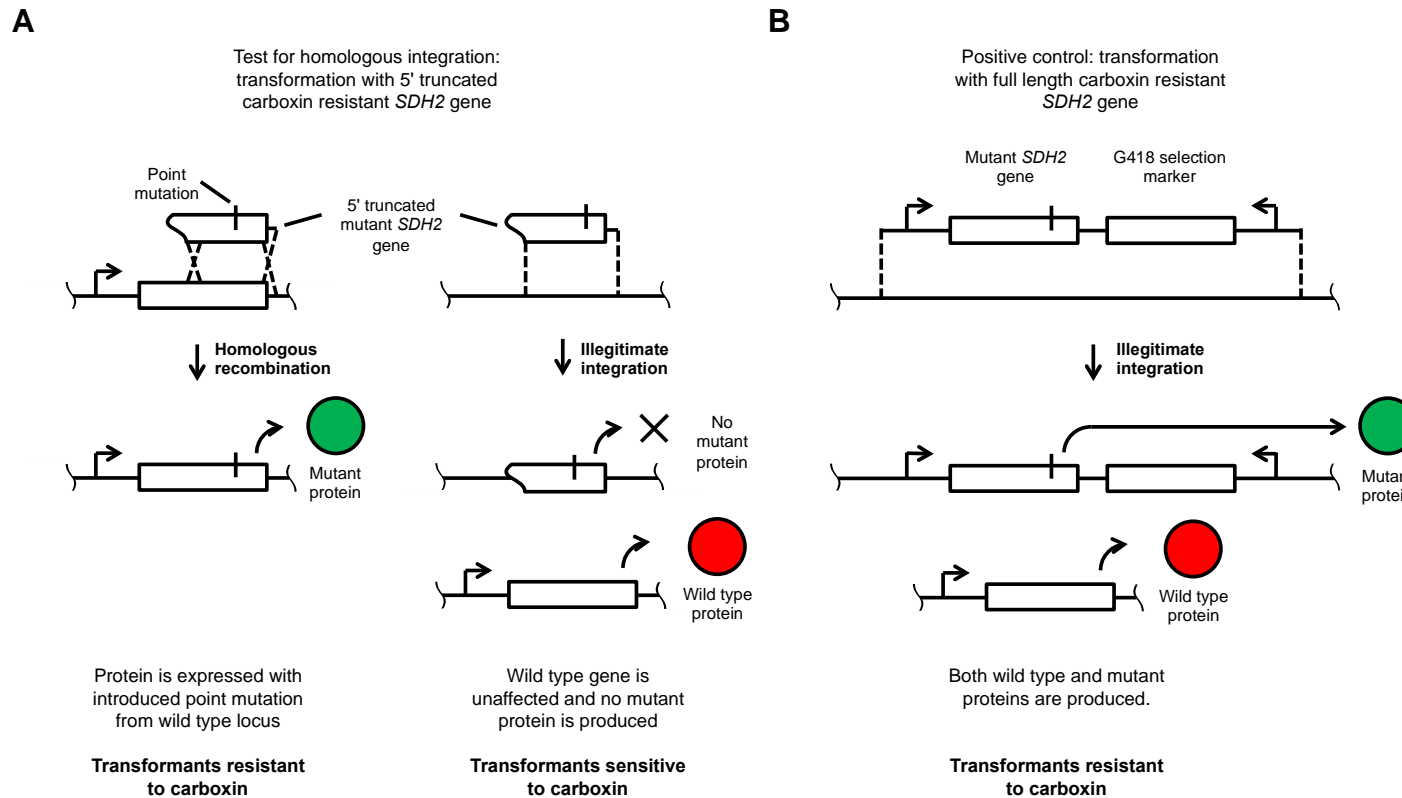 A
Test for homologous integration:
transformation with 5' truncated
carboxin resistant SDH2 gene
Point
mutation
5' truncated
mutant SDH2
gene
Homologous
recombination
Illegitimate
integration
Mutant
protein
No
mutant
protein
Wild type
protein
Protein is expressed with
introduced point mutation
from wild type locus
Wild type gene is
unaffected and no mutant
protein is produced
Transformants resistant
to carboxin
Transformants sensitive
to carboxin
B
Positive control: transformation
with full length carboxin resistant
SDH2 gene
Mutant SDH2
gene
G418 selection
marker
Illegitimate
integration
Wild type
protein
Both wild type and mutant
proteins are produced.
Transformants resistant
to carboxin